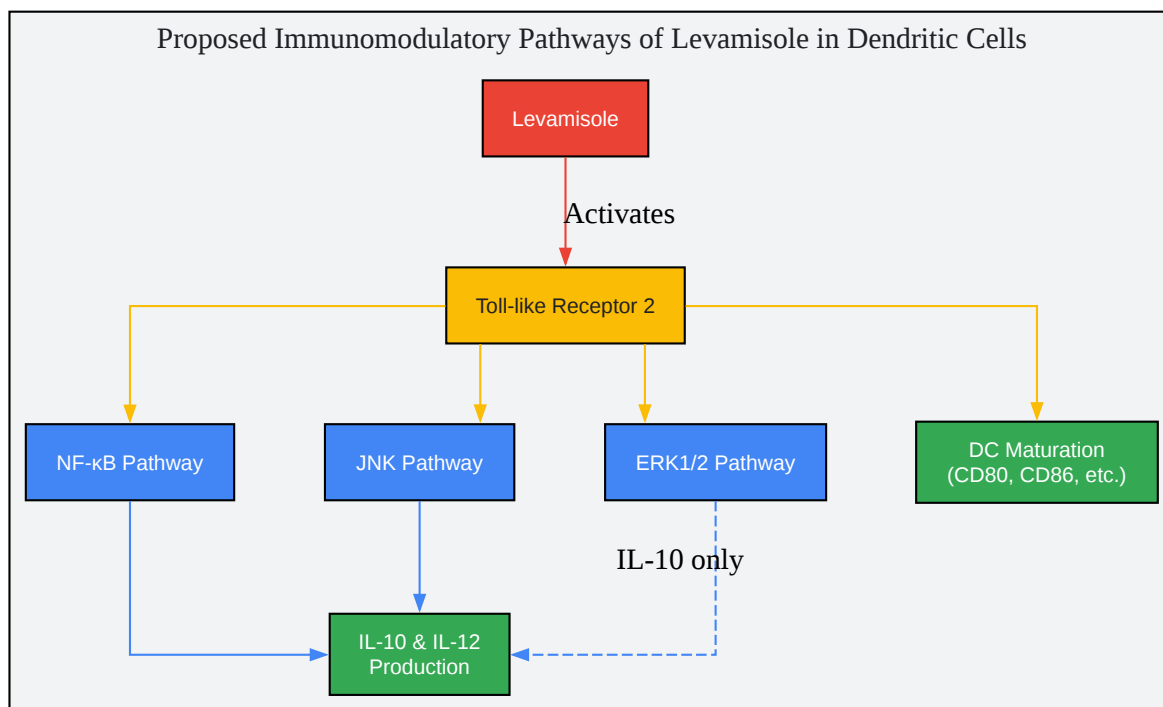 Proposed Immunomodulatory Pathways of Levamisole in Dendritic Cells
Levamisole
Activates
Toll-like Receptor 2
NF-κB Pathway
JNK Pathway
ERK1/2 Pathway
DC Maturation
(CD80, CD86, etc.)
IL-10 only
IL-10 & IL-12
Production